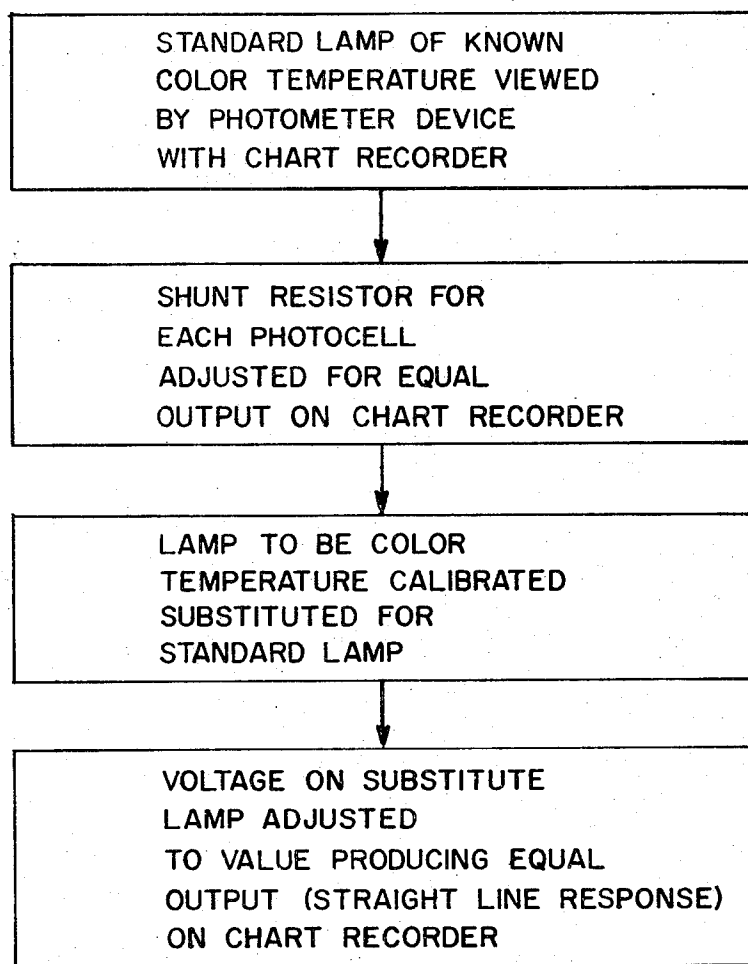 STANDARD LAMP OF KNOWN
COLOR TEMPERATURE VIEWED
BY PHOTOMETER DEVICE
WITH CHART RECORDER
SHUNT RESISTOR FOR
EACH PHOTOCELL
ADJUSTED FOR EQUAL
OUTPUT ON CHART RECORDER
LAMP TO BE COLOR
TEMPERATURE CALIBRATED
SUBSTITUTED FOR
STANDARD LAMP
VOLTAGE ON SUBSTITUTE
LAMP ADJUSTED
TO VALUE PRODUCING EQUAL
OUTPUT (STRAIGHT LINE RESPONSE)
ON CHART RECORDER